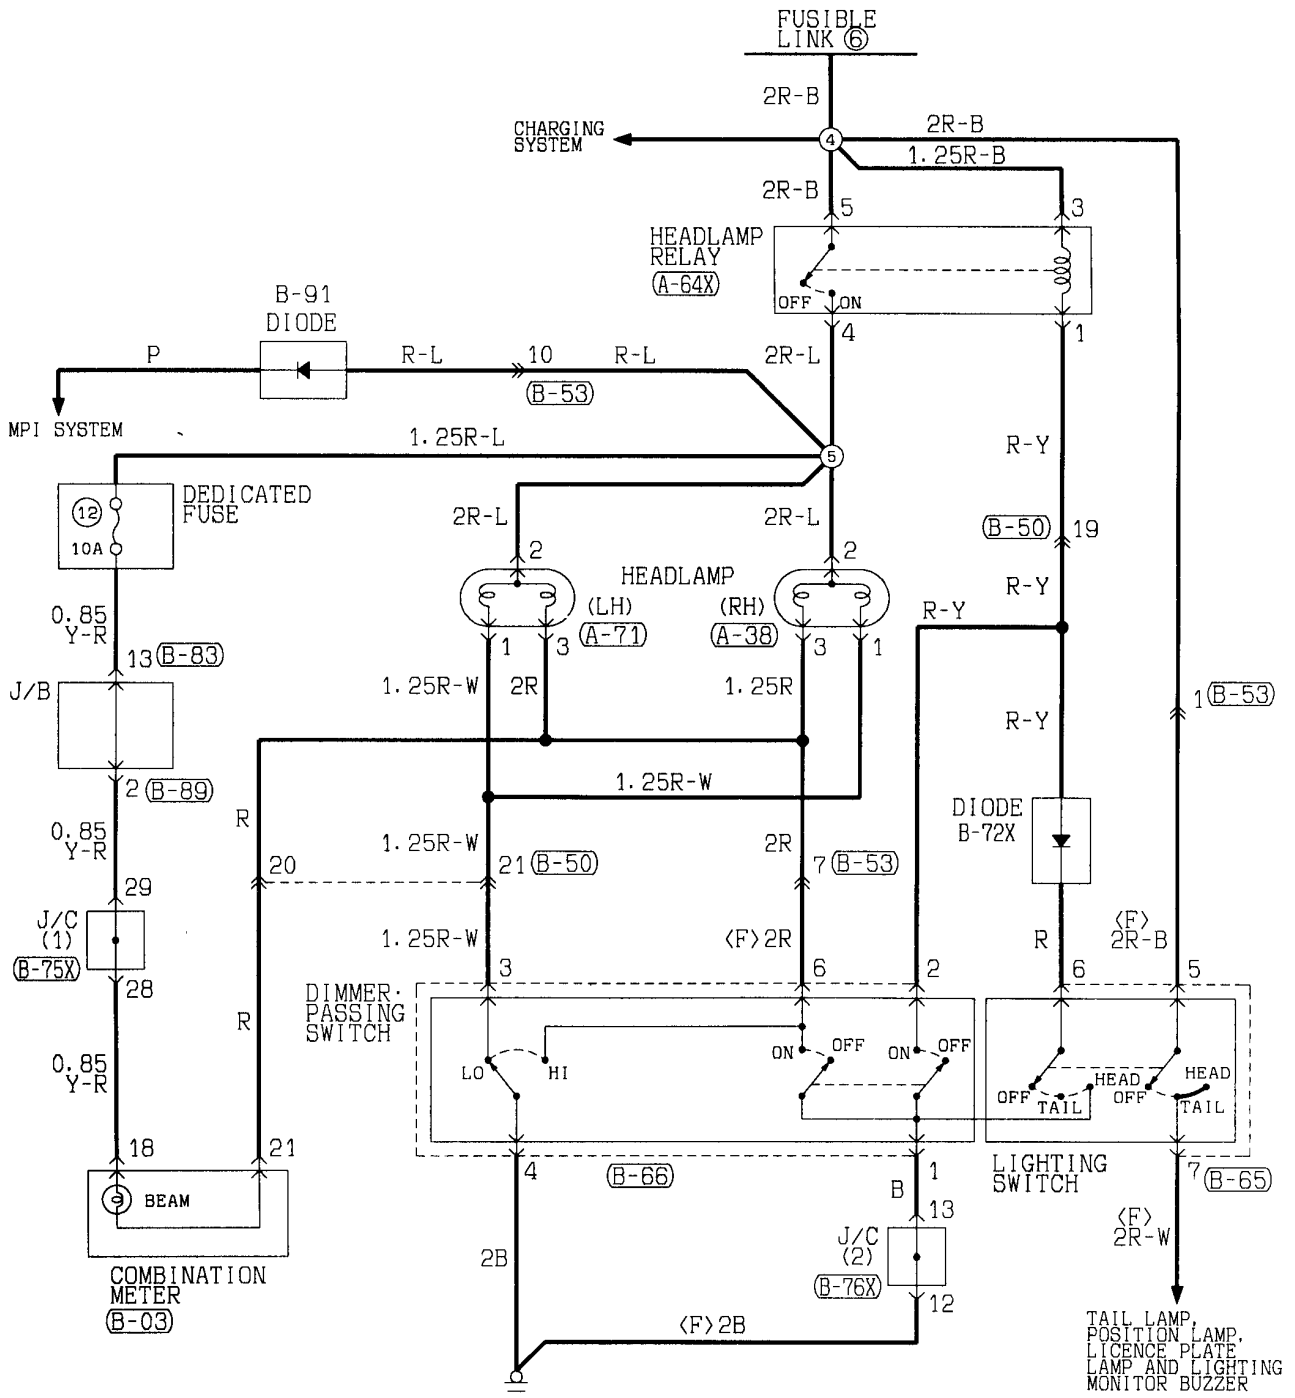 FUSIBLE
LINK ⑥
2R-B
CHARGING
SYSTEM
4
2R-B
1.25R-B
2R-B
5
3
HEADLAMP
RELAY
(A-64X)
OFF
ON
4
1
B-91
DIODE
P
R-L
10
R-L
2R-L
(B-53)
MPI SYSTEM
1.25R-L
5
R-Y
DEDICATED
FUSE
12
10A
2R-L
2R-L
(B-50)
19
2
HEADLAMP
2
R-Y
(LH)
(A-71)
(RH)
(A-38)
R-Y
0.85
Y-R
13
(B-83)
1
3
3
1
J/B
1.25R-W
2R
1.25R
1
(B-53)
R-Y
2
(B-89)
1.25R-W
DIODE
B-72X
R
0.85
Y-R
1.25R-W
2R
20
21
(B-50)
7
(B-53)
29
J/C
(1)
(B-75X)
28
1.25R-W
<F>2R
R
<F>
2R-B
R
3
6
2
6
5
DIMMER·
PASSING
SWITCH
LO
HI
ON
OFF
ON
OFF
OFF
TAIL
HEAD
OFF
HEAD
TAIL
0.85
Y-R
18
21
4
(B-66)
1
LIGHTING
SWITCH
7
(B-65)
BEAM
B
13
<F>
2R-W
J/C
(2)
(B-76X)
12
2B
COMBINATION
METER
(B-03)
<F>2B
TAIL LAMP,
POSITION LAMP,
LICENCE PLATE
LAMP AND LIGHTING
MONITOR BUZZER